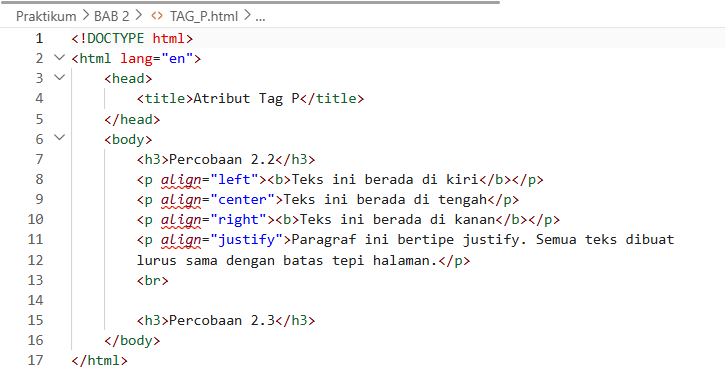 Praktikum > BAB 2 > <> TAG_P.html > ...
1 <!DOCTYPE html>
2 <html lang="en">
3 <head>
4 <title>Atribut Tag P</title>
5 </head>
6 <body>
7 <h3>Percobaan 2.2</h3>
8 <p align="left"><b>Teks ini berada di kiri</b></p>
9 <p align="center">Teks ini berada di tengah</p>
10 <p align="right"><b>Teks ini berada di kanan</b></p>
11 <p align="justify">Paragraf ini bertipe justify. Semua teks dibuat
12 lurus sama dengan batas tepi halaman.</p>
13 <br>
14
15 <h3>Percobaan 2.3</h3>
16 </body>
17 </html>